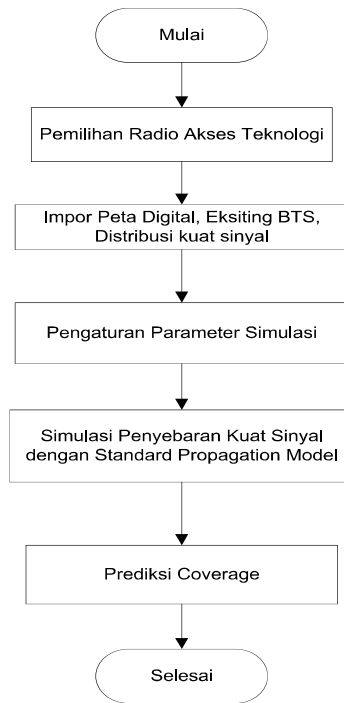 Mulai
Pemilihan Radio Akses Teknologi
Impor Peta Digital, Eksiting BTS,
Distribusi kuat sinyal
Pengaturan Parameter Simulasi
Simulasi Penyebaran Kuat Sinyal
dengan Standard Propagation Model
Prediksi Coverage
Selesai